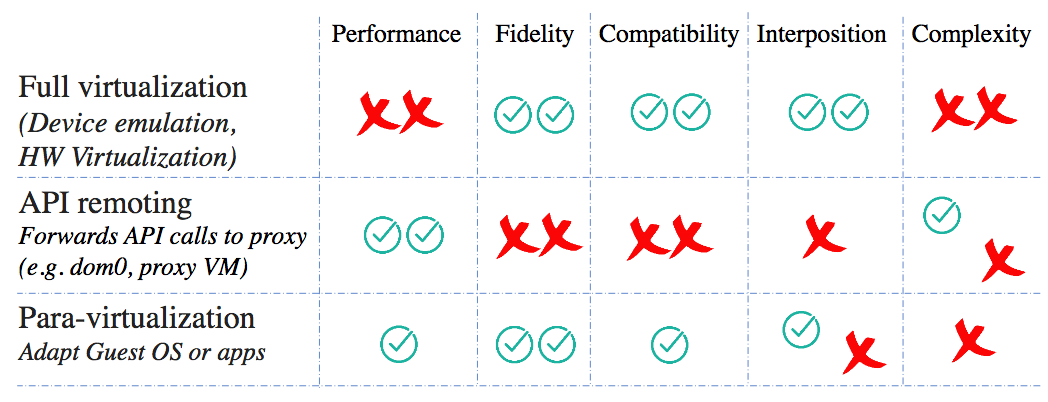 Performance Fidelity Compatibility Interposition Complexity
Full virtualization
(Device emulation,
HW Virtualization)
API remoting
Forwards API calls to proxy
(e.g. dom0, proxy VM)
Para-virtualization
Adapt Guest OS or apps